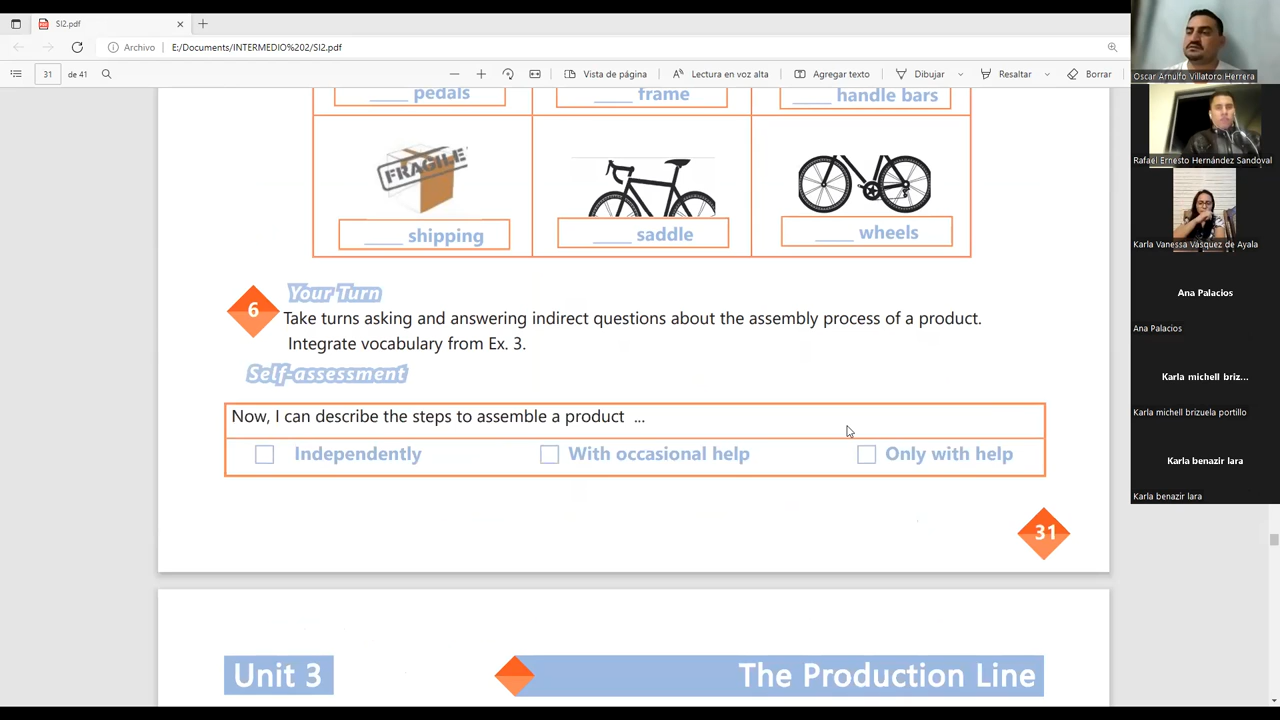 SI2.pdf
Archivo
E:/Documents/INTERMEDIO%202/SI2.pdf
31
de 41
Vista de página
Lectura en voz alta
Agregar texto
Dibujar
Resaltar
Borrar
____ pedals
____ frame
____ handle bars
FRAGILE
____ shipping
____ saddle
____ wheels
6
Your Turn
Take turns asking and answering indirect questions about the assembly process of a product.
Integrate vocabulary from Ex. 3.
Self-assessment
Now, I can describe the steps to assemble a product ...
Independently
With occasional help
Only with help
31
Unit 3
The Production Line
Oscar Arnulfo Villatoro Herrera
Rafael Ernesto Hernández Sandoval
Karla Vanessa Vásquez de Ayala
Ana Palacios
Ana Palacios
Karla michell briz...
Karla michell brizuela portillo
Karla benazir lara
Karla benazir lara